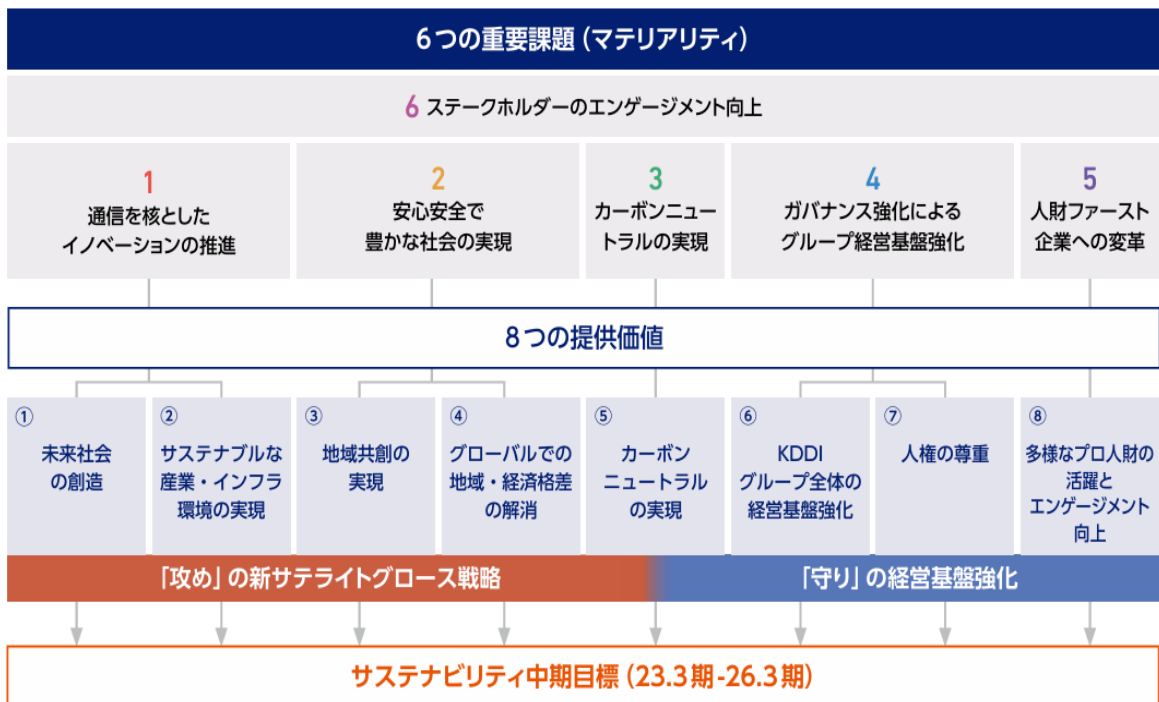 6つの重要課題(マテリアリティ)
6 ステークホルダーのエンゲージメント向上
1
通信を核とした
イノベーションの推進
2
安心安全で
豊かな社会の実現
3
カーボンニュー
トラルの実現
4
ガバナンス強化による
グループ経営基盤強化
5
人財ファースト
企業への変革
8つの提供価値
①
未来社会
の創造
②
サステナブルな
産業・インフラ
環境の実現
③
地域共創の
実現
④
グローバルでの
地域・経済格差
の解消
⑤
カーボン
ニュートラル
の実現
⑥
KDDI
グループ全体の
経営基盤強化
⑦
人権の尊重
⑧
多様なプロ人財の
活躍と
エンゲージメント
向上
「攻め」の新サテライトグロース戦略
「守り」の経営基盤強化
サステナビリティ中期目標(23.3期-26.3期)